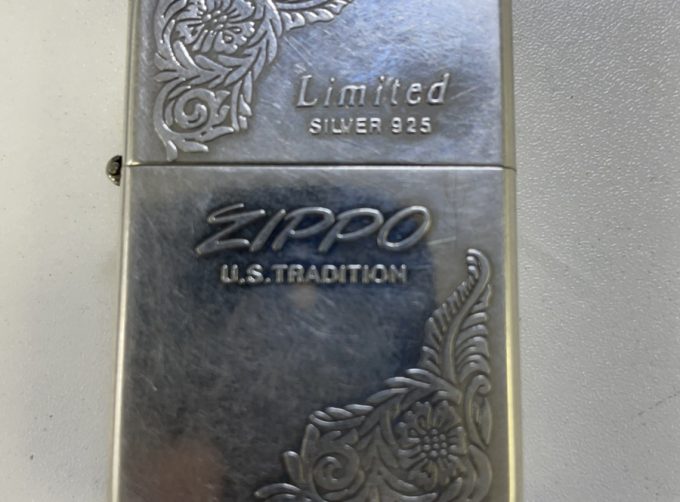 Limited
SILVER 925
ZIPPO
U.S.TRADITION